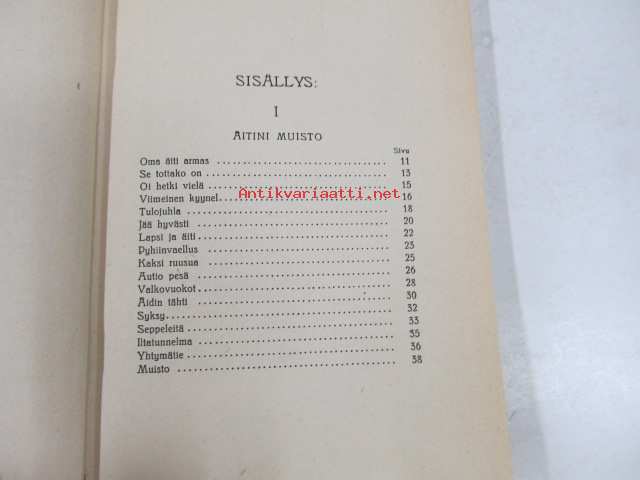 SISÄLLYS:
I
ÄITINI MUISTO
Sivu
Oma äiti armas 11
Se tottako on 13
Oi hetki vielä 15
Antikvariaatti.net
Viimeinen kyynel 16
Tulojuhla 18
Jää hyvästi 20
Lapsi ja äiti 22
Pyhiinvaellus 23
Kaksi ruusua 25
Autio pesä 26
Valkovuokot 28
Äidin tähti 30
Syksy 32
Seppeleitä 33
Iltatunnelma 35
Yhtymätie 36
Muisto 38